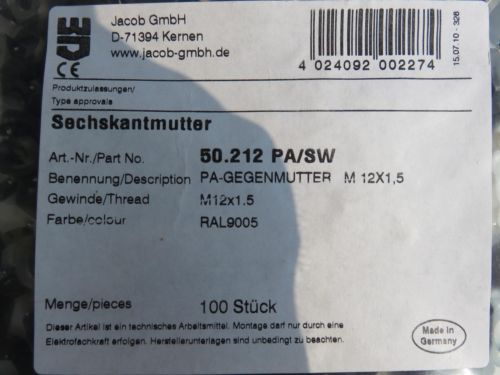 Jacob GmbH
D-71394 Kernen
www.jacob-gmbh.de
4 024092 002274
15.07.10 - 328
CE
Produktzulassungen/
Type approvals
Sechskantmutter
Art.-Nr./Part No. 50.212 PA/SW
Benennung/Description PA-GEGENMUTTER M 12X1,5
Gewinde/Thread M12x1.5
Farbe/colour RAL9005
Menge/pieces 100 Stück
Dieser Artikel ist ein technisches Arbeitsmittel. Montage darf nur durch eine
Elektrofachkraft erfolgen. Herstellerunterlagen sind unbedingt zu beachten.
Made in
Germany